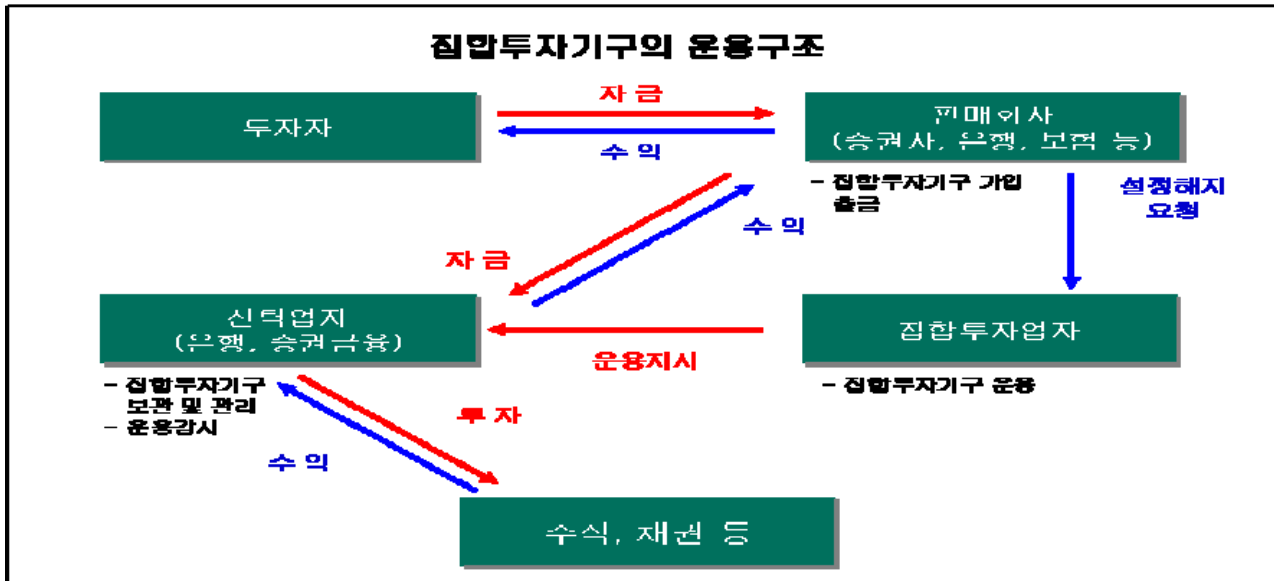 집합투자기구의 운용구조
투자자
자 금
수 익
판매회사
(증권사, 은행, 보험 등)
- 집합투자기구 가입
출금
설정해지
요청
수 익
자 금
신탁업자
(은행, 증권금융)
- 집합투자기구
보관 및 관리
- 운용감시
운용지시
집합투자업자
- 집합투자기구 운용
투 자
수 익
주식, 채권 등